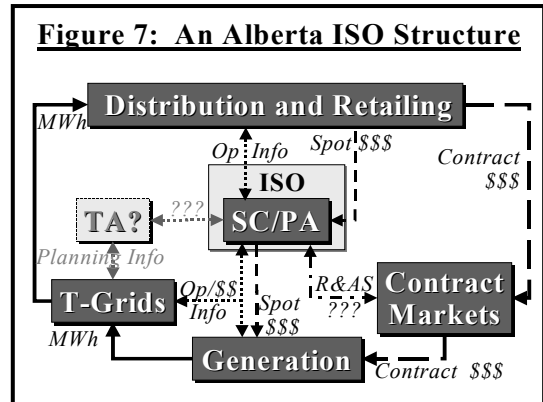 Figure 7: An Alberta ISO Structure
Distribution and Retailing
MWh
Op Info
Spot $$$
Contract
$$$
ISO
TA?
???
SC/PA
Planning Info
T-Grids
Op/$$
Info
Spot
$$$
R&AS
???
Contract
Markets
MWh
Generation
Contract $$$